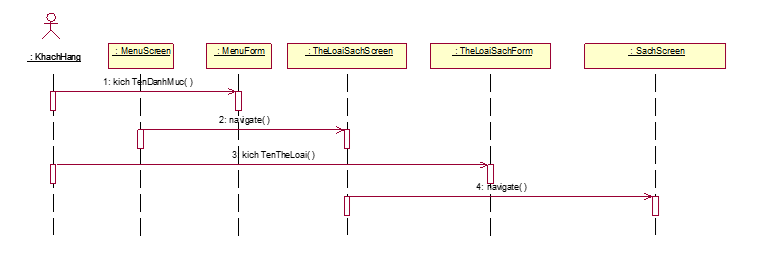 : KhachHang
: MenuScreen
: MenuForm
: TheLoaiSachScreen
: TheLoaiSachForm
: SachScreen
1: kich TenDanhMuc( )
2: navigate( )
3: kich TenTheLoai( )
4: navigate( )